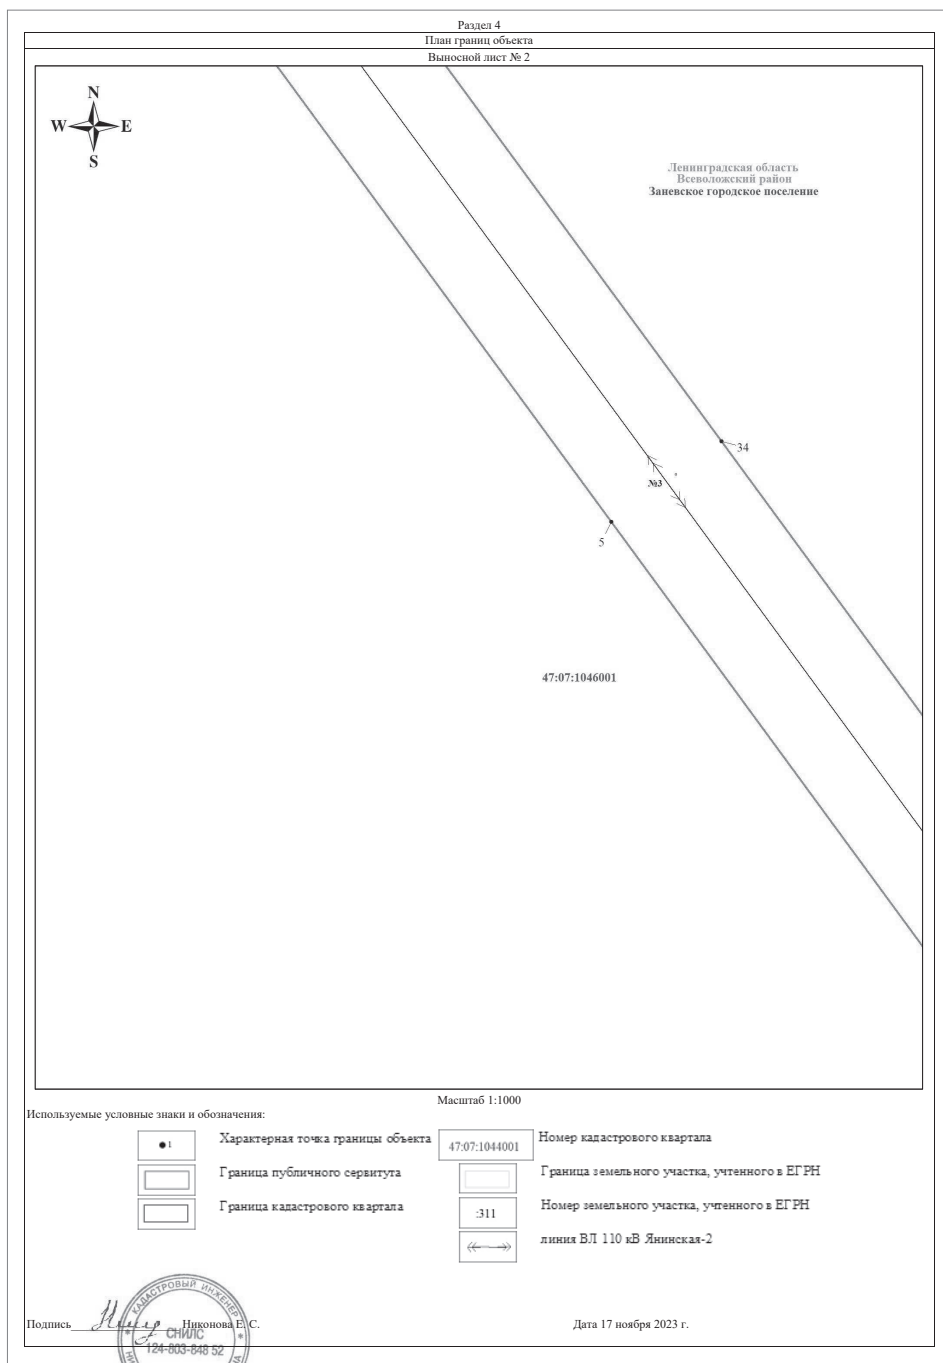 Раздел 4
План границ объекта
Выносной лист № 2
N
W E
S
Ленинградская область
Всеволожский район
Заневское городское поселение
34
№3
5
47:07:1046001
Масштаб 1:1000
Используемые условные знаки и обозначения:
1 Характерная точка границы объекта
47:07:1044001 Номер кадастрового квартала
Граница публичного сервитута
Граница земельного участка, учтенного в ЕГРН
Граница кадастрового квартала
:311 Номер земельного участка, учтенного в ЕГРН
линия ВЛ 110 кВ Янинская-2
КАДАСТРОВЫЙ ИНЖЕНЕР
Подпись Никонова Е. С. Дата 17 ноября 2023 г.
СНИЛС
124-803-848 52